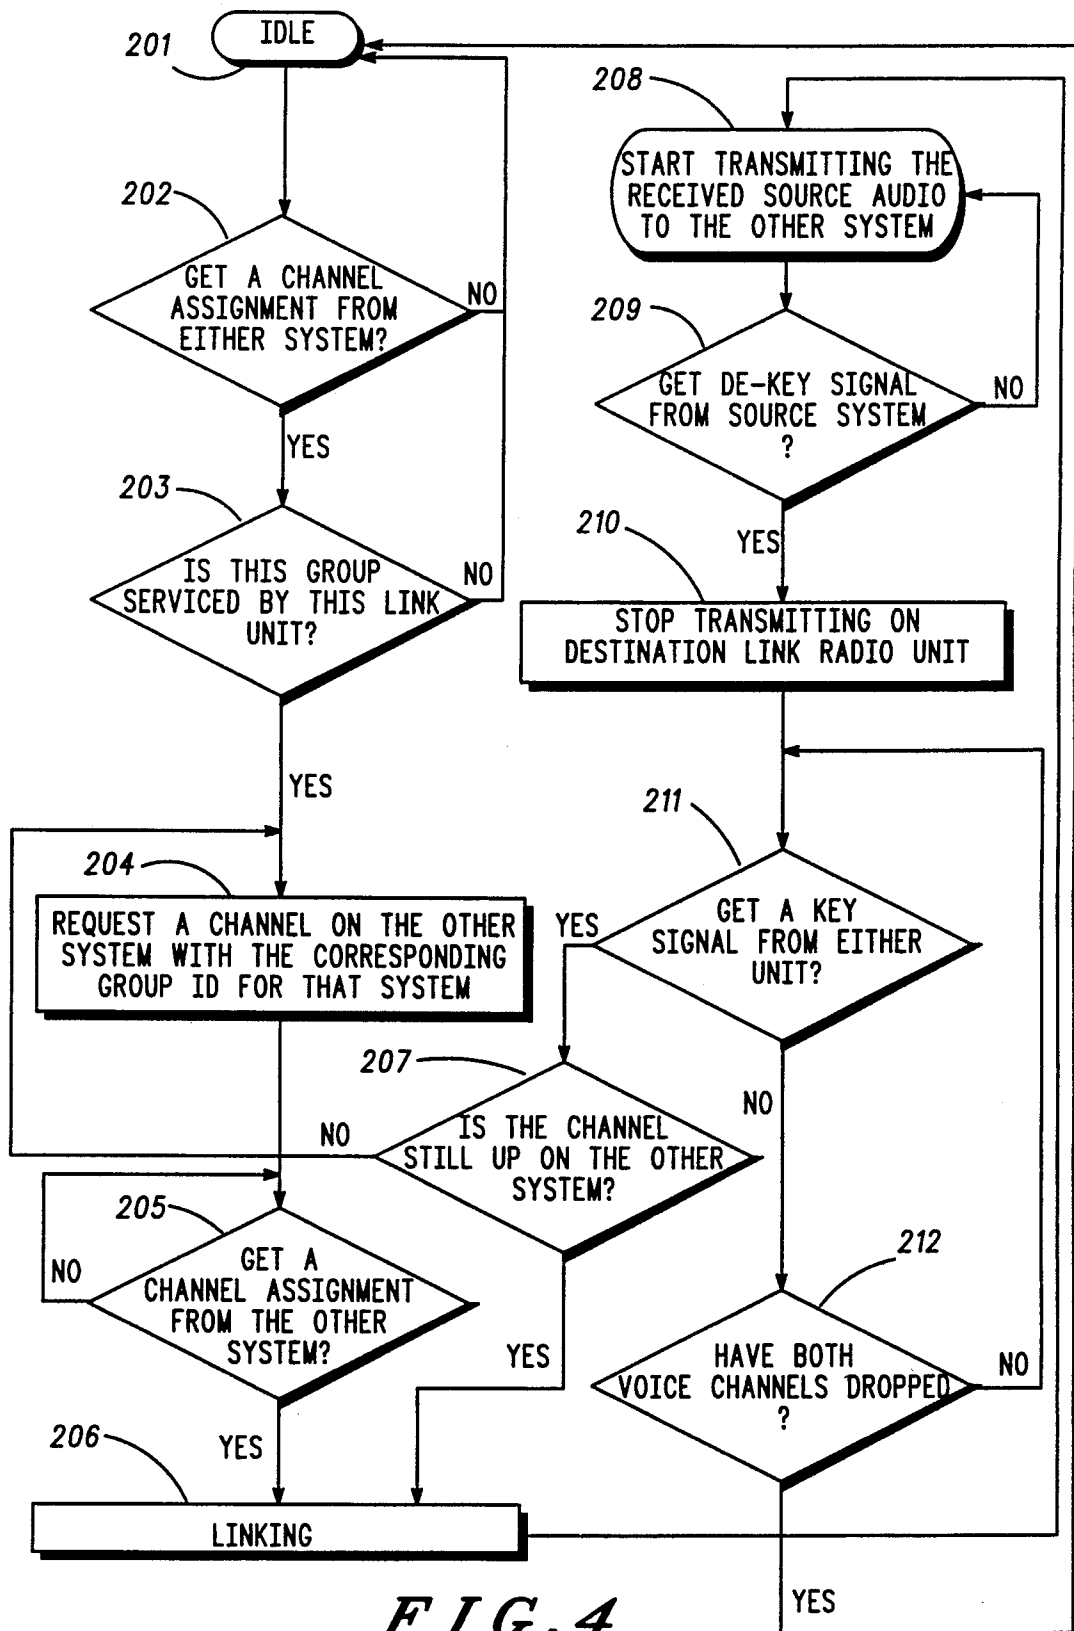 IDLE
201
202
GET A CHANNEL
ASSIGNMENT FROM
EITHER SYSTEM?
NO
YES
203
IS THIS GROUP
SERVICED BY THIS LINK
UNIT?
NO
YES
204
REQUEST A CHANNEL ON THE OTHER
SYSTEM WITH THE CORRESPONDING
GROUP ID FOR THAT SYSTEM
205
GET A
CHANNEL ASSIGNMENT
FROM THE OTHER
SYSTEM?
NO
YES
206
LINKING
207
IS THE CHANNEL
STILL UP ON THE OTHER
SYSTEM?
NO
YES
208
START TRANSMITTING THE
RECEIVED SOURCE AUDIO
TO THE OTHER SYSTEM
209
GET DE-KEY SIGNAL
FROM SOURCE SYSTEM
?
NO
YES
210
STOP TRANSMITTING ON
DESTINATION LINK RADIO UNIT
211
GET A KEY
SIGNAL FROM EITHER
UNIT?
YES
NO
212
HAVE BOTH
VOICE CHANNELS DROPPED
?
NO
YES
FIG.4